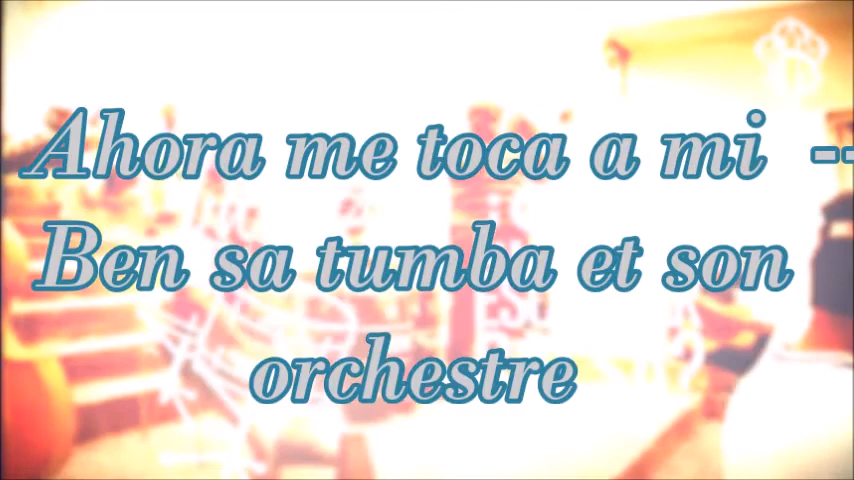 Ahora me toca a mi --
Ben sa tumba et son
orchestre